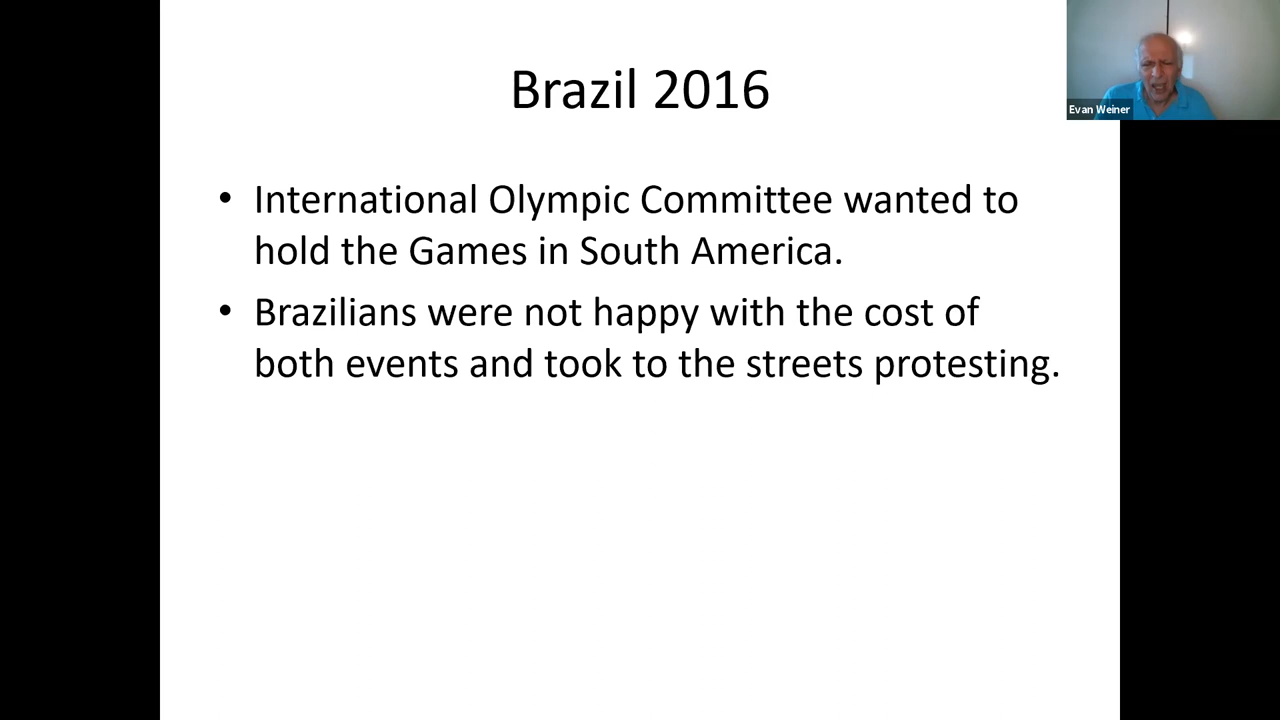 Brazil 2016
Evan Weiner
• International Olympic Committee wanted to
hold the Games in South America.
• Brazilians were not happy with the cost of
both events and took to the streets protesting.